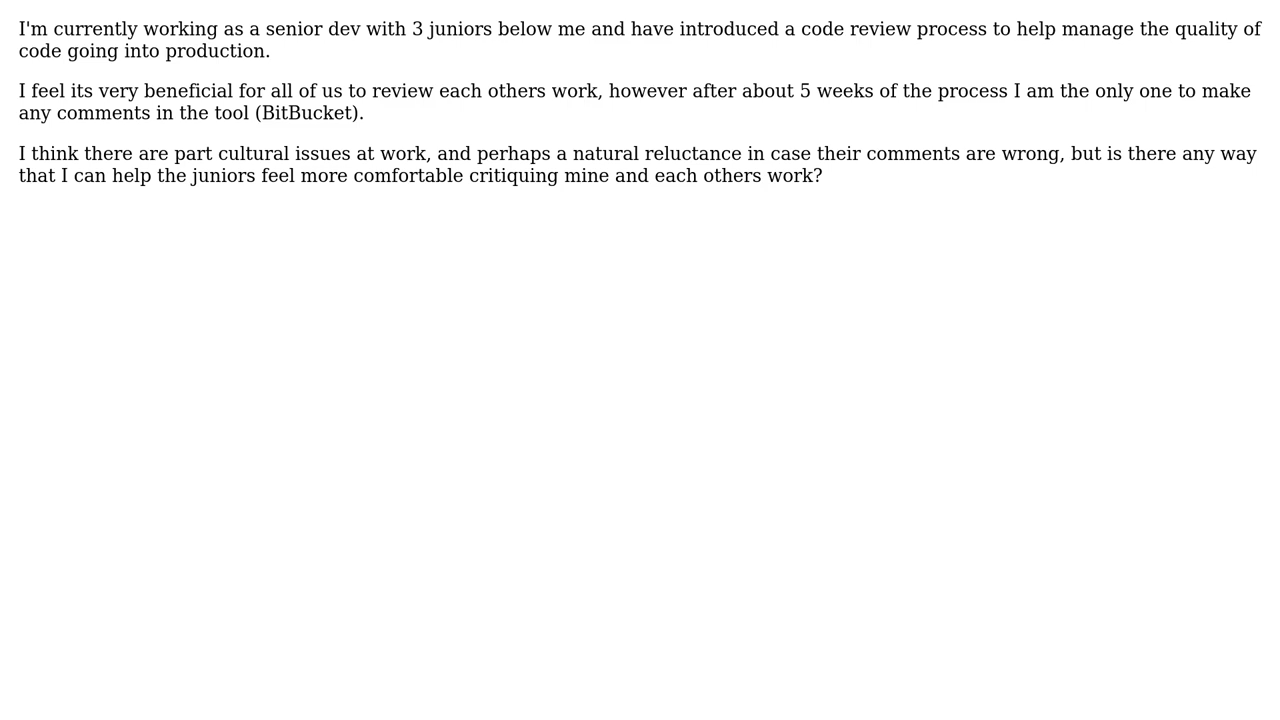 I'm currently working as a senior dev with 3 juniors below me and have introduced a code review process to help manage the quality of
code going into production.
I feel its very beneficial for all of us to review each others work, however after about 5 weeks of the process I am the only one to make
any comments in the tool (BitBucket).
I think there are part cultural issues at work, and perhaps a natural reluctance in case their comments are wrong, but is there any way
that I can help the juniors feel more comfortable critiquing mine and each others work?